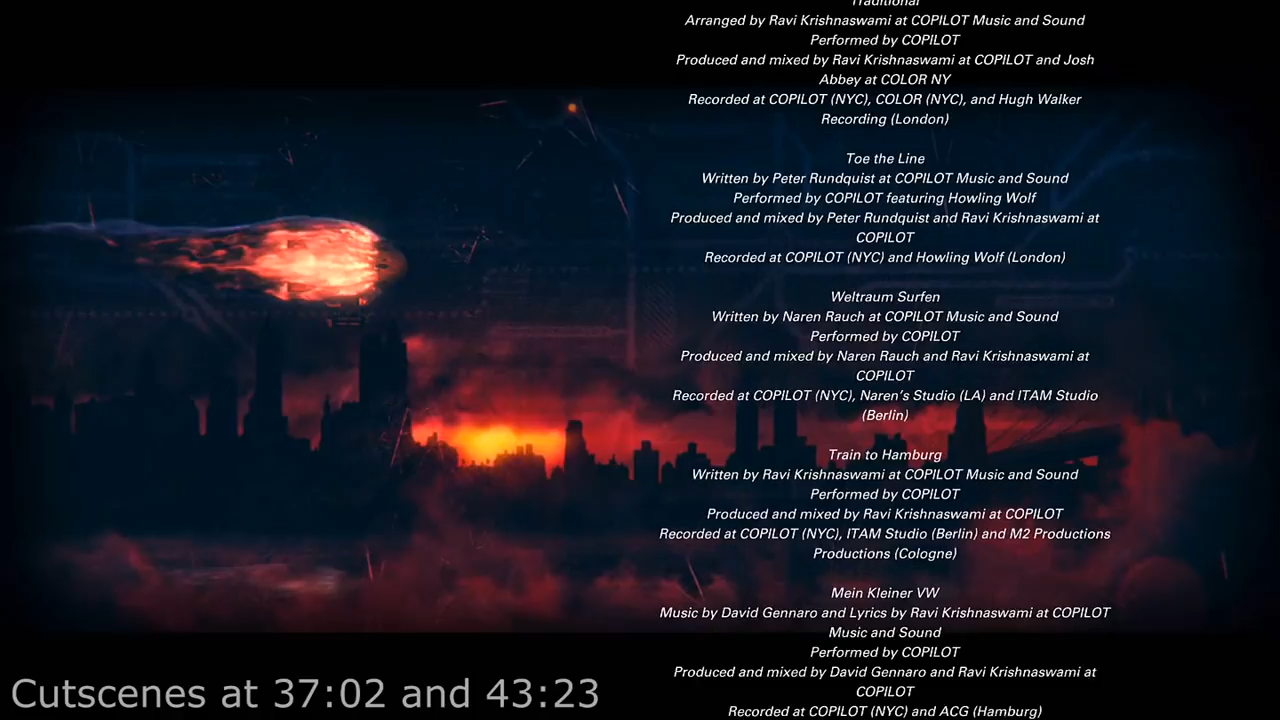 Traditional
Arranged by Ravi Krishnaswami at COPILOT Music and Sound
Performed by COPILOT
Produced and mixed by Ravi Krishnaswami at COPILOT and Josh
Abbey at COLOR NY
Recorded at COPILOT (NYC), COLOR (NYC), and Hugh Walker
Recording (London)
Toe the Line
Written by Peter Rundquist at COPILOT Music and Sound
Performed by COPILOT featuring Howling Wolf
Produced and mixed by Peter Rundquist and Ravi Krishnaswami at
COPILOT
Recorded at COPILOT (NYC) and Howling Wolf (London)
Weltraum Surfen
Written by Naren Rauch at COPILOT Music and Sound
Performed by COPILOT
Produced and mixed by Naren Rauch and Ravi Krishnaswami at
COPILOT
Recorded at COPILOT (NYC), Naren's Studio (LA) and ITAM Studio
(Berlin)
Train to Hamburg
Written by Ravi Krishnaswami at COPILOT Music and Sound
Performed by COPILOT
Produced and mixed by Ravi Krishnaswami at COPILOT
Recorded at COPILOT (NYC), ITAM Studio (Berlin) and M2 Productions
Productions (Cologne)
Mein Kleiner VW
Music by David Gennaro and Lyrics by Ravi Krishnaswami at COPILOT
Music and Sound
Performed by COPILOT
Produced and mixed by David Gennaro and Ravi Krishnaswami at
COPILOT
Recorded at COPILOT (NYC) and ACG (Hamburg)
Cutscenes at 37:02 and 43:23